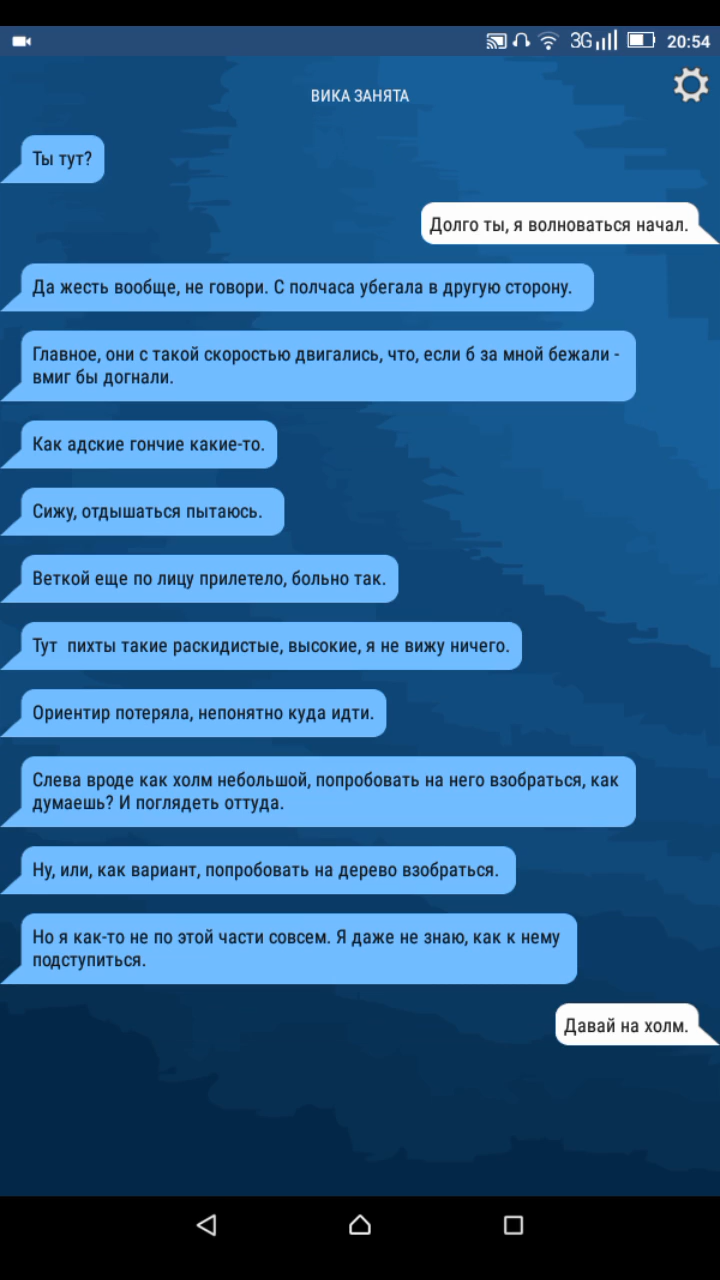 3G 20:54
ВИКА ЗАНЯТА
Ты тут?
Долго ты, я волноваться начал.
Да жесть вообще, не говори. С полчаса убегала в другую сторону.
Главное, они с такой скоростью двигались, что, если б за мной бежали -
вмиг бы догнали.
Как адские гончие какие-то.
Сижу, отдышаться пытаюсь.
Веткой еще по лицу прилетело, больно так.
Тут  пихты такие раскидистые, высокие, я не вижу ничего.
Ориентир потеряла, непонятно куда идти.
Слева вроде как холм небольшой, попробовать на него взобраться, как
думаешь? И поглядеть оттуда.
Ну, или, как вариант, попробовать на дерево взобраться.
Но я как-то не по этой части совсем. Я даже не знаю, как к нему
подступиться.
Давай на холм.